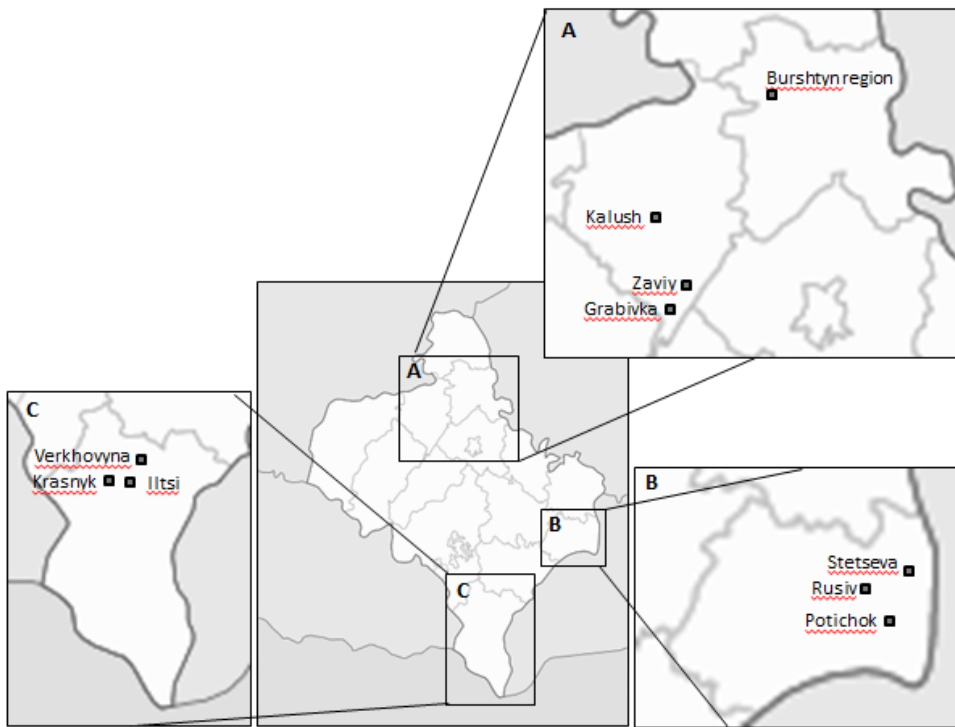 A
Burshtyn region
Kalush
Zaviy
Grabivka
A
B
C
C
Verkhovyna
Krasnyk
Iltsi
B
Stetseva
Rusiv
Potichok